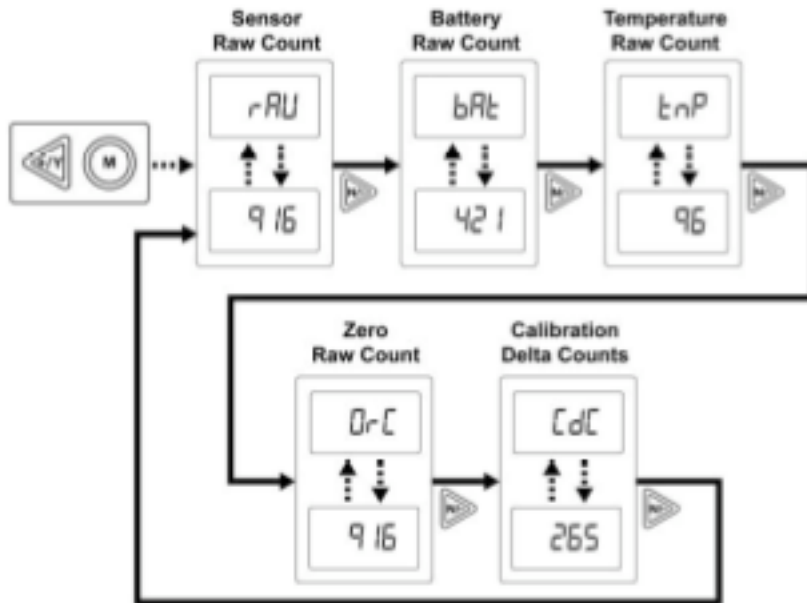 Sensor
Raw Count
Battery
Raw Count
Temperature
Raw Count
rAU
bAt
tnP
M
916
421
96
Zero
Raw Count
Calibration
Delta Counts
0rC
CdC
916
265